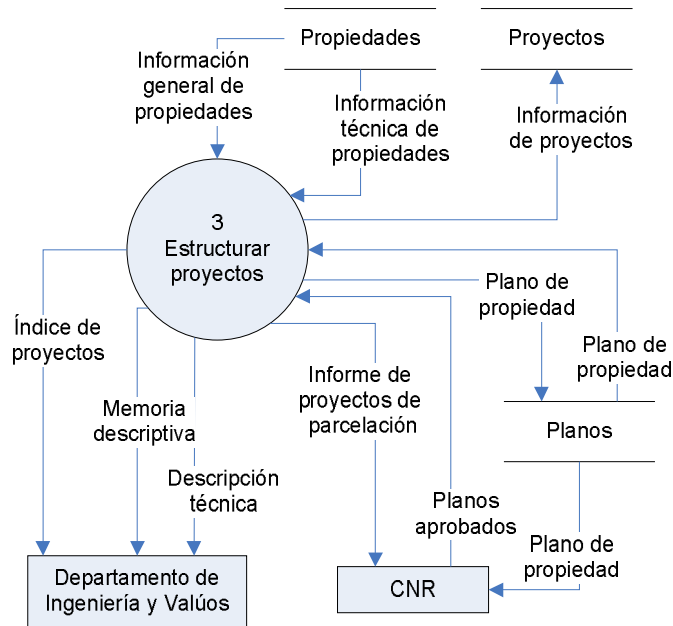 Propiedades
Proyectos
Información
general de
propiedades
Información
técnica de
propiedades
Información
de proyectos
3
Estructurar
proyectos
Índice de
proyectos
Memoria
descriptiva
Descripción
técnica
Informe de
proyectos de
parcelación
Plano de
propiedad
Plano de
propiedad
Planos
Planos
aprobados
Plano de
propiedad
Departamento de
Ingeniería y Valúos
CNR